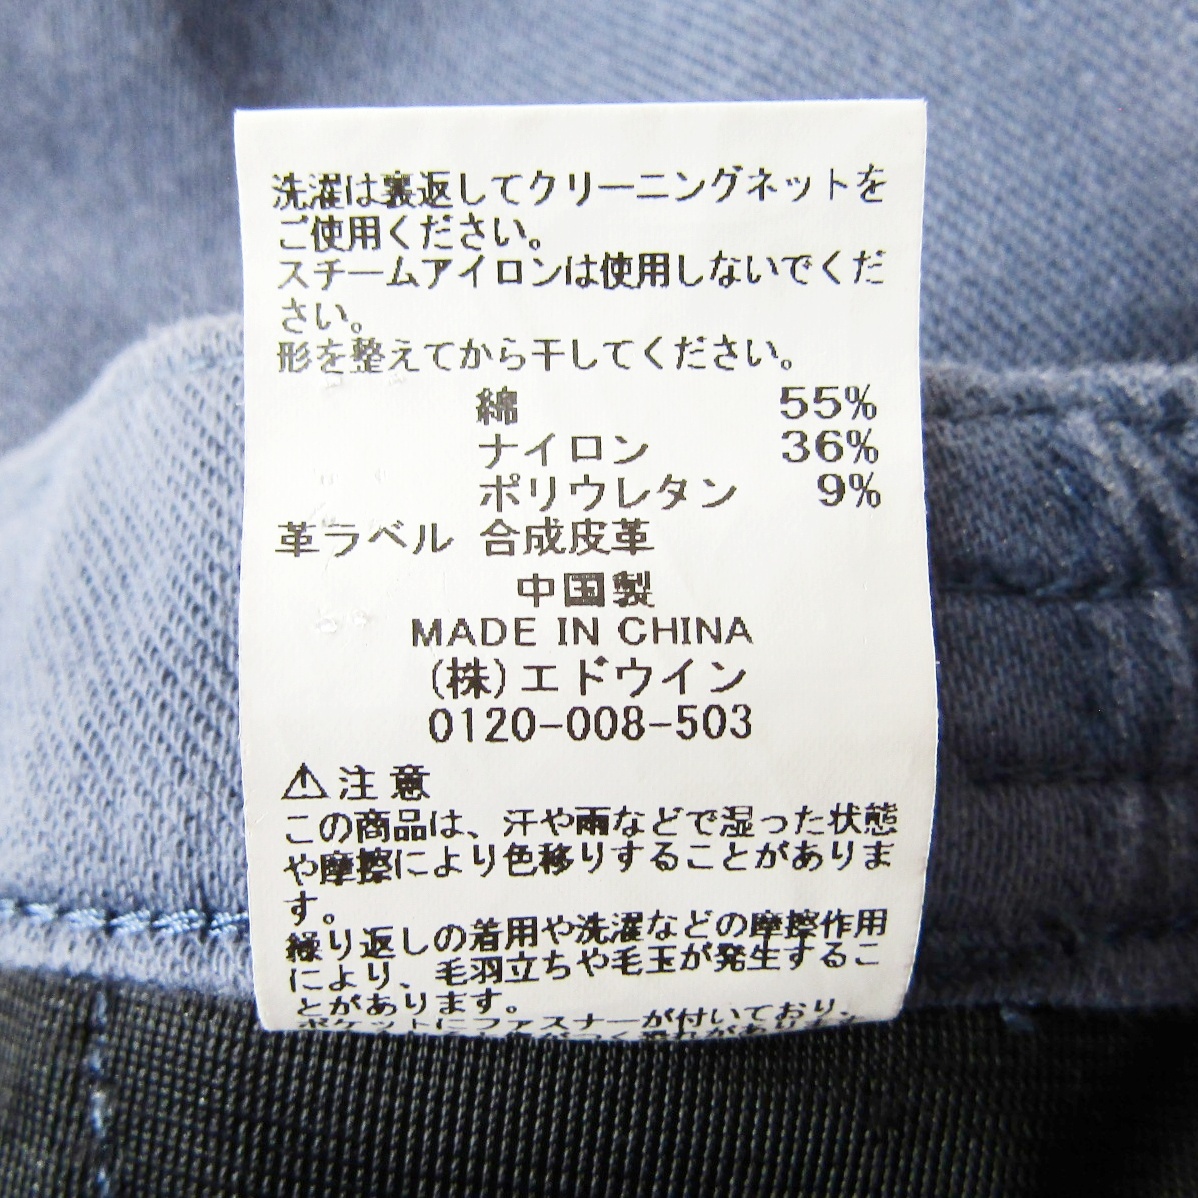 洗濯は裏返してクリーニングネットを
ご使用ください。
スチームアイロンは使用しないでくだ
さい。
形を整えてから干してください。
綿 55%
ナイロン 36%
ポリウレタン 9%
革ラベル 合成皮革
中国製
MADE IN CHINA
(株)エドウイン
0120-008-503
⚠注意
この商品は、汗や雨などで湿った状態
や摩擦により色移りすることがありま
す。
繰り返しの着用や洗濯などの摩擦作用
により、毛羽立ちや毛玉が発生するこ
とがあります。
ポケットにファスナーが付いており、